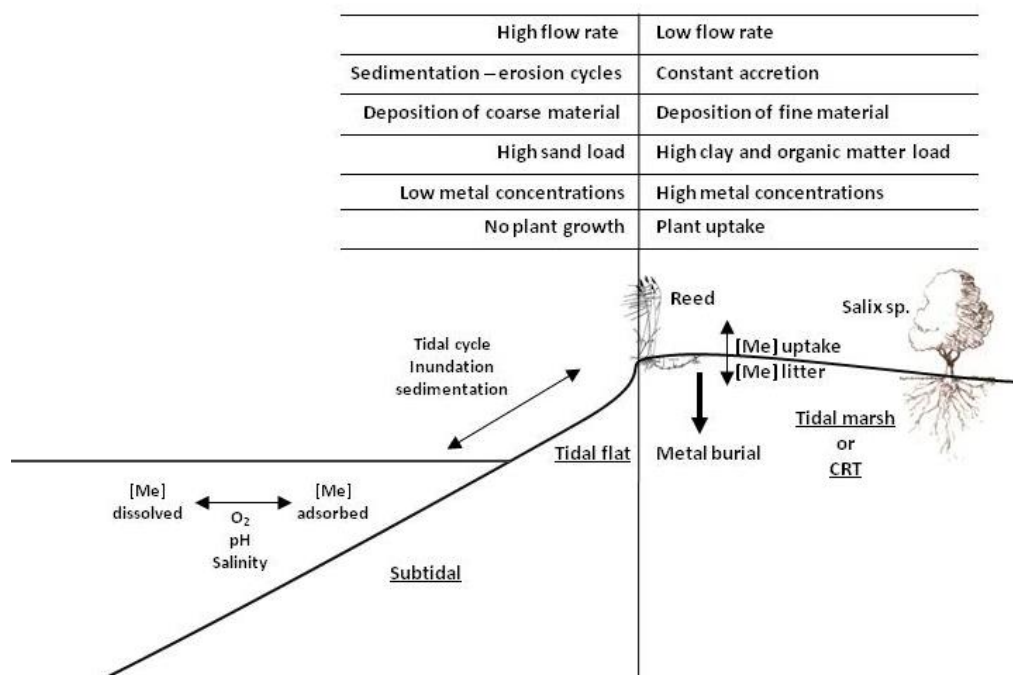 High flow rate
Low flow rate
Sedimentation – erosion cycles
Constant accretion
Deposition of coarse material
Deposition of fine material
High sand load
High clay and organic matter load
Low metal concentrations
High metal concentrations
No plant growth
Plant uptake
Reed
Salix sp.
Tidal cycle
Inundation
sedimentation
[Me] uptake
[Me] litter
Tidal flat
Metal burial
Tidal marsh
or
CRT
[Me]
dissolved
[Me]
adsorbed
O₂
pH
Salinity
Subtidal